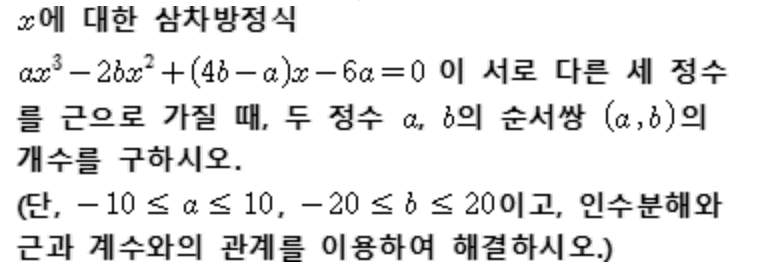 x에 대한 삼차방정식
ax³−2bx²+(4b−a)x−6a=0 이 서로 다른 세 정수
를 근으로 가질 때, 두 정수 a, b의 순서쌍 (a,b)의
개수를 구하시오.
(단, −10 ≤ a ≤ 10, −20 ≤ b ≤ 20이고, 인수분해와
근과 계수와의 관계를 이용하여 해결하시오.)